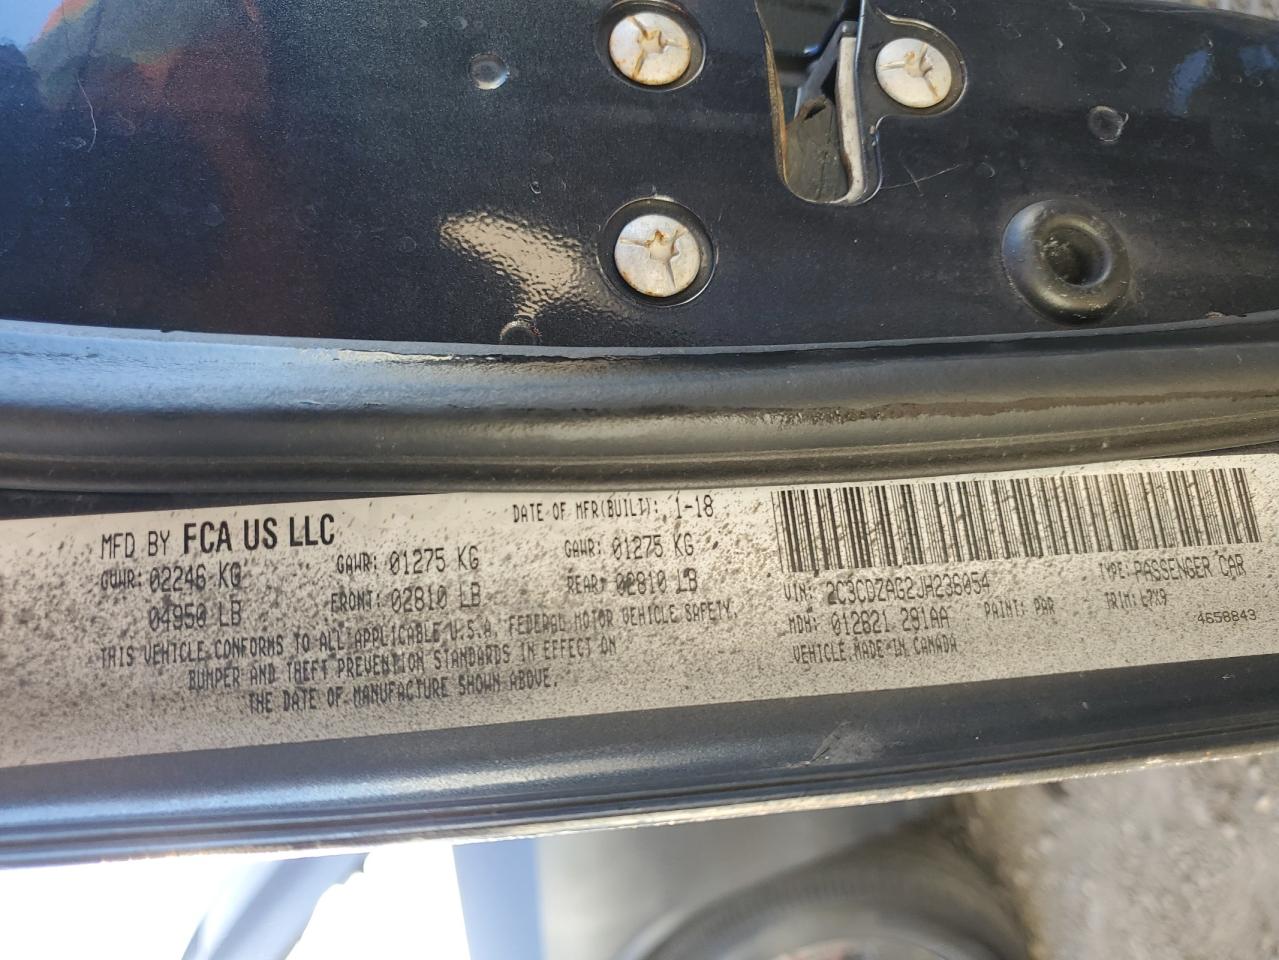 MFD BY FCA US LLC
DATE OF MFR(BUILT): 1-18
GVWR: 02246 KG
GAWR: 01275 KG
GAWR: 01275 KG
04950 LB
FRONT: 02810 LB
REAR: 02810 LB
THIS VEHICLE CONFORMS TO ALL APPLICABLE U.S.A. FEDERAL MOTOR VEHICLE SAFETY,
BUMPER AND THEFT PREVENTION STANDARDS IN EFFECT ON
THE DATE OF MANUFACTURE SHOWN ABOVE.
VIN: 2C3CDZAG2JH236054
TYPE: PASSENGER CAR
MDH: 012821 291AA
PAINT: PAR
TRIM: L7X9
VEHICLE MADE IN CANADA
4658843